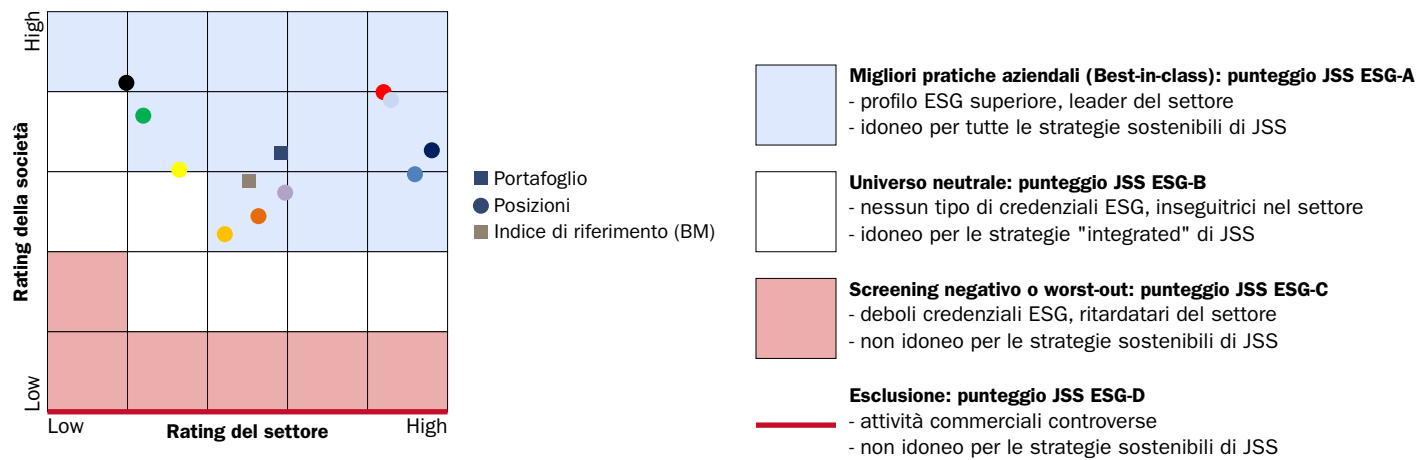 High
Rating della società
Low
Low
Rating del settore
High
Portafoglio
Posizioni
Indice di riferimento (BM)
Migliori pratiche aziendali (Best-in-class): punteggio JSS ESG-A
- profilo ESG superiore, leader del settore
- idoneo per tutte le strategie sostenibili di JSS
Universo neutrale: punteggio JSS ESG-B
- nessun tipo di credenziali ESG, inseguitrici nel settore
- idoneo per le strategie "integrated" di JSS
Screening negativo o worst-out: punteggio JSS ESG-C
- deboli credenziali ESG, ritardatari del settore
- non idoneo per le strategie sostenibili di JSS
Esclusione: punteggio JSS ESG-D
- attività commerciali controverse
- non idoneo per le strategie sostenibili di JSS